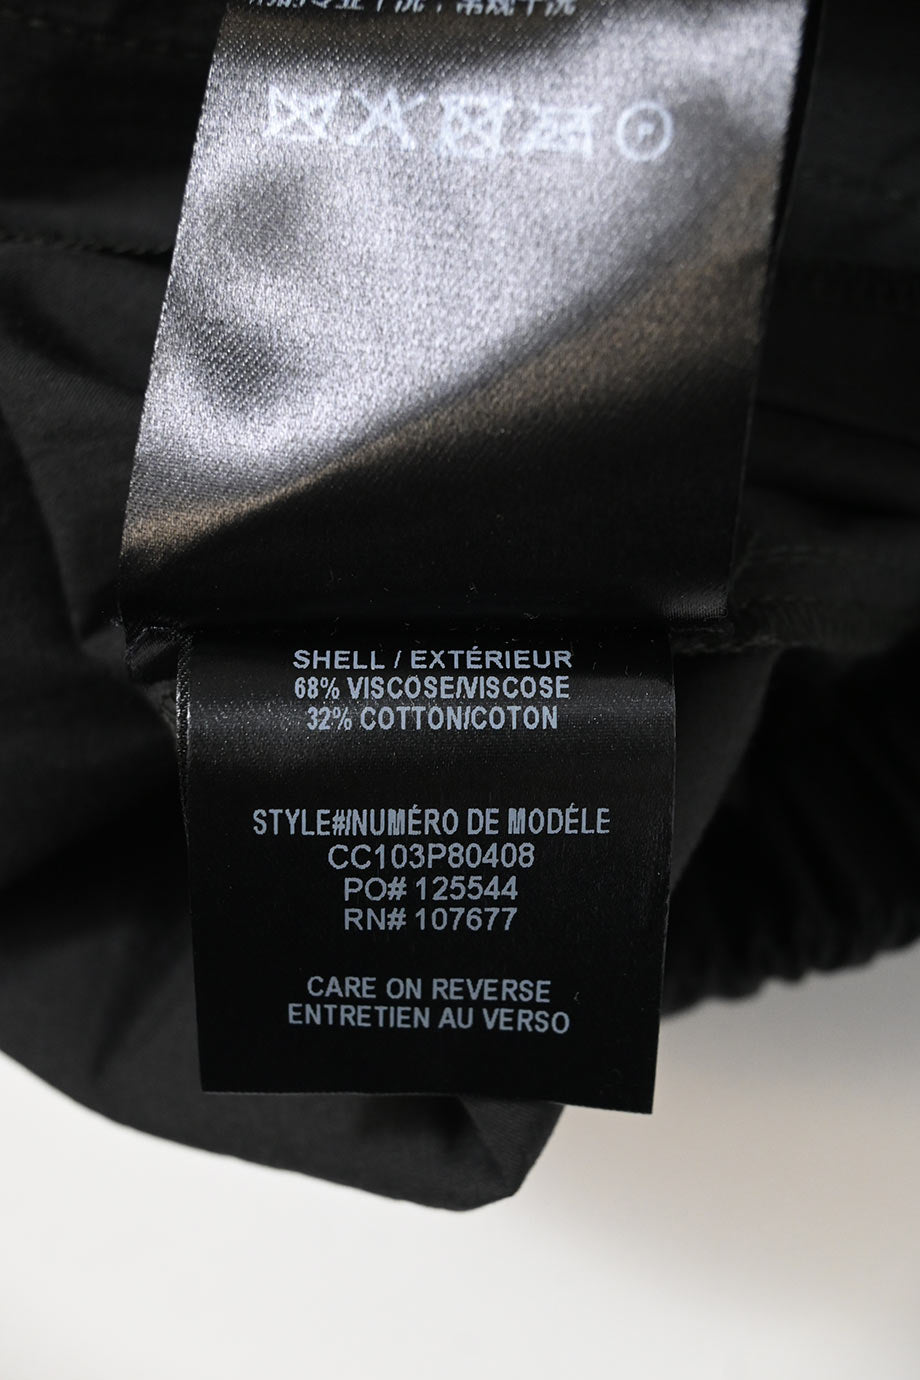 P
SHELL / EXTÉRIEUR
68% VISCOSE/VISCOSE
32% COTTON/COTON
STYLE#/NUMÉRO DE MODÉLE
CC103P80408
PO# 125544
RN# 107677
CARE ON REVERSE
ENTRETIEN AU VERSO